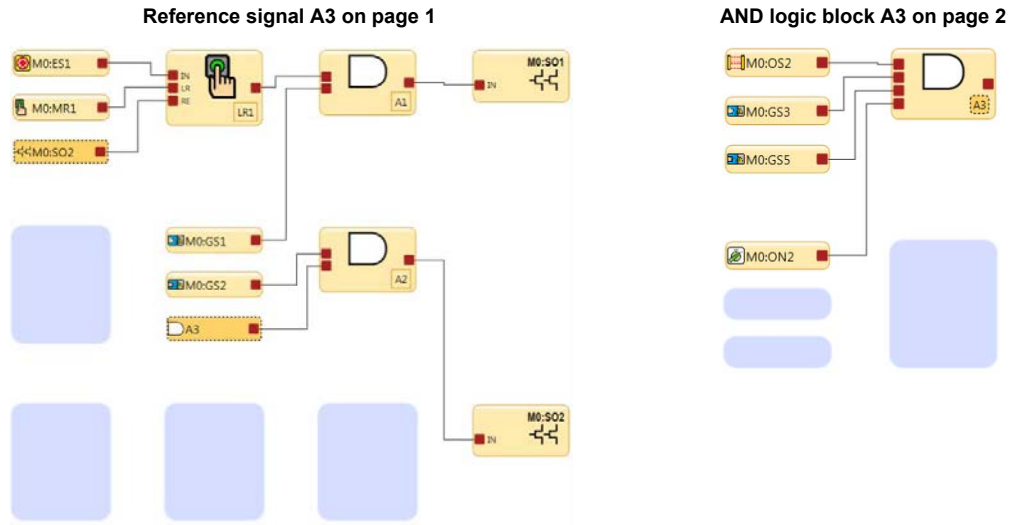 Reference signal A3 on page 1
AND logic block A3 on page 2
M0:ES1
M0:MR1
M0:SO2
IN
LR
RE
LR1
A1
M0:SO1
IN
M0:GS1
M0:GS2
A3
A2
M0:SO2
IN
M0:OS2
M0:GS3
M0:GS5
M0:ON2
A3